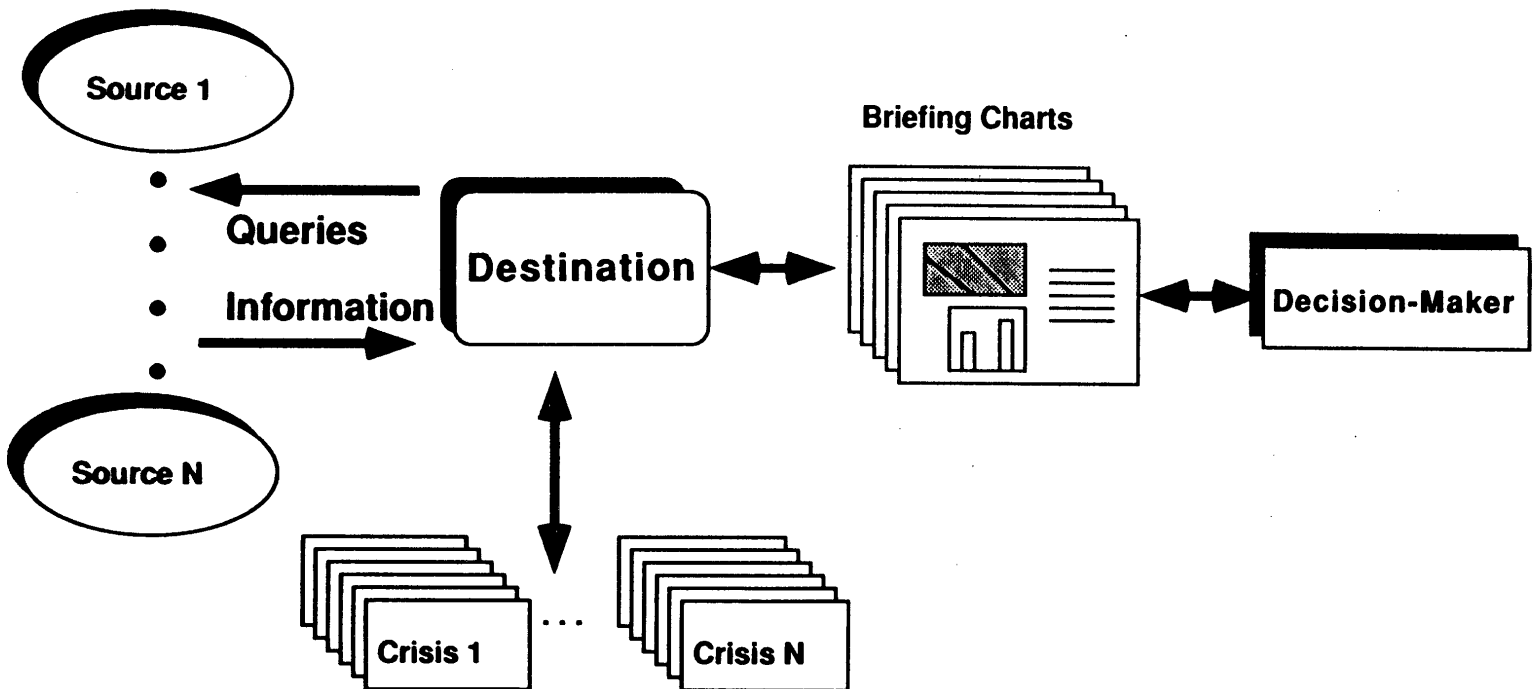 Source 1
Briefing Charts
Queries
Destination
Information
Decision-Maker
Source N
...
Crisis 1
Crisis N